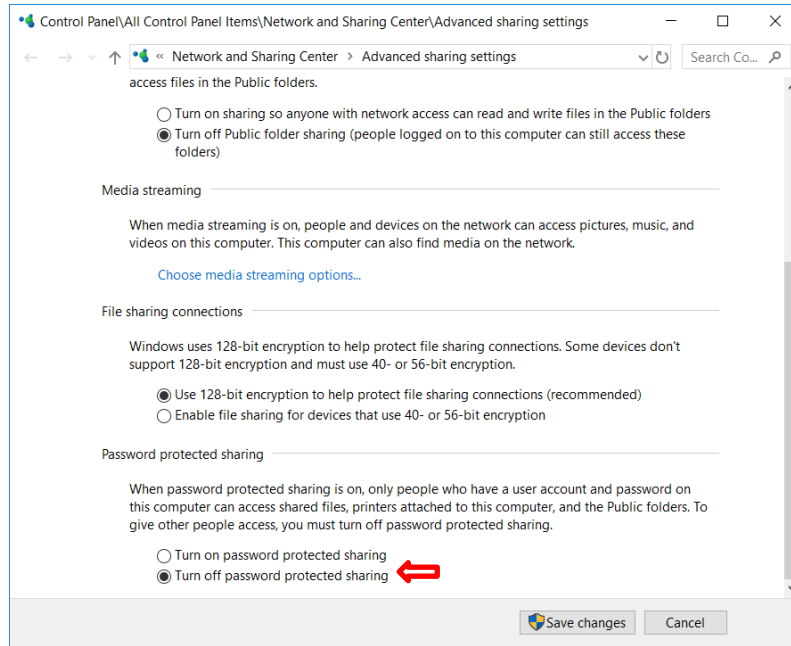 Control Panel\All Control Panel Items\Network and Sharing Center\Advanced sharing settings
« Network and Sharing Center > Advanced sharing settings
Search Co...
access files in the Public folders.
Turn on sharing so anyone with network access can read and write files in the Public folders
Turn off Public folder sharing (people logged on to this computer can still access these
folders)
Media streaming
When media streaming is on, people and devices on the network can access pictures, music, and
videos on this computer. This computer can also find media on the network.
Choose media streaming options...
File sharing connections
Windows uses 128-bit encryption to help protect file sharing connections. Some devices don't
support 128-bit encryption and must use 40- or 56-bit encryption.
Use 128-bit encryption to help protect file sharing connections (recommended)
Enable file sharing for devices that use 40- or 56-bit encryption
Password protected sharing
When password protected sharing is on, only people who have a user account and password on
this computer can access shared files, printers attached to this computer, and the Public folders. To
give other people access, you must turn off password protected sharing.
Turn on password protected sharing
Turn off password protected sharing
Save changes
Cancel